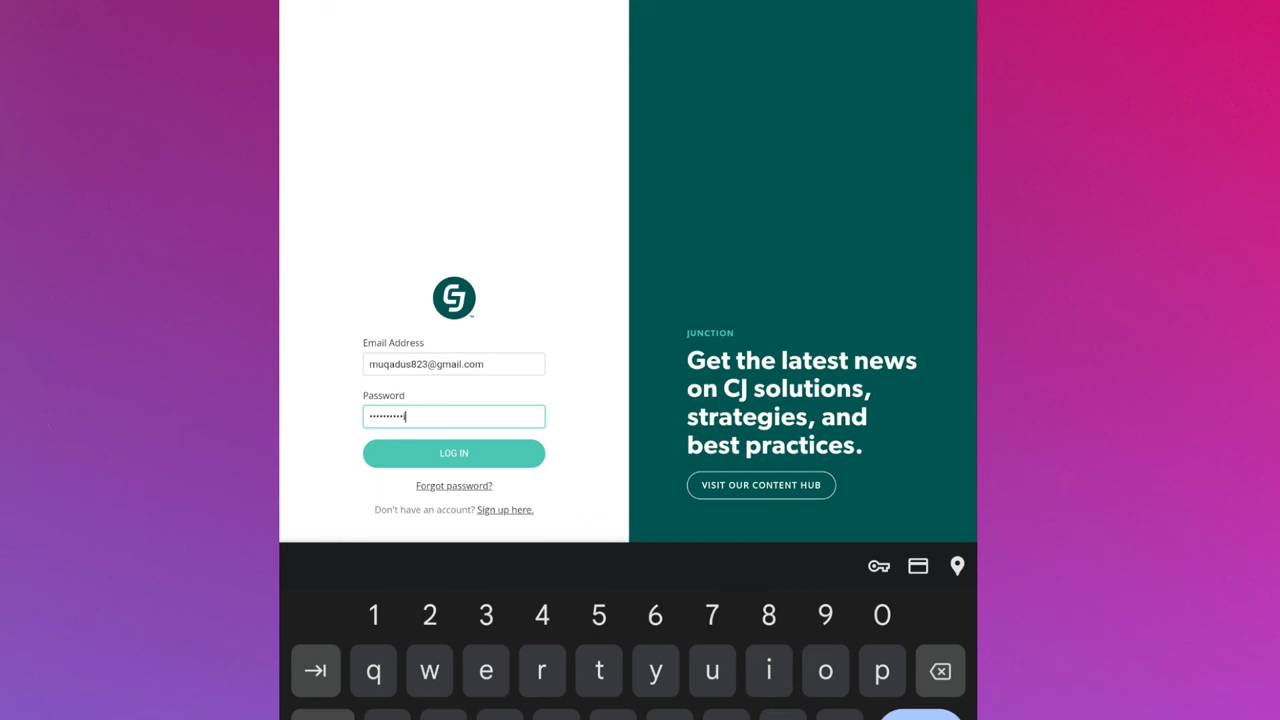 CJ
Email Address
muqadus823@gmail.com
Password
••••••••••
LOG IN
Forgot password?
Don't have an account? Sign up here.
JUNCTION
Get the latest news
on CJ solutions,
strategies, and
best practices.
VISIT OUR CONTENT HUB
1 2 3 4 5 6 7 8 9 0
q w e r t y u i o p